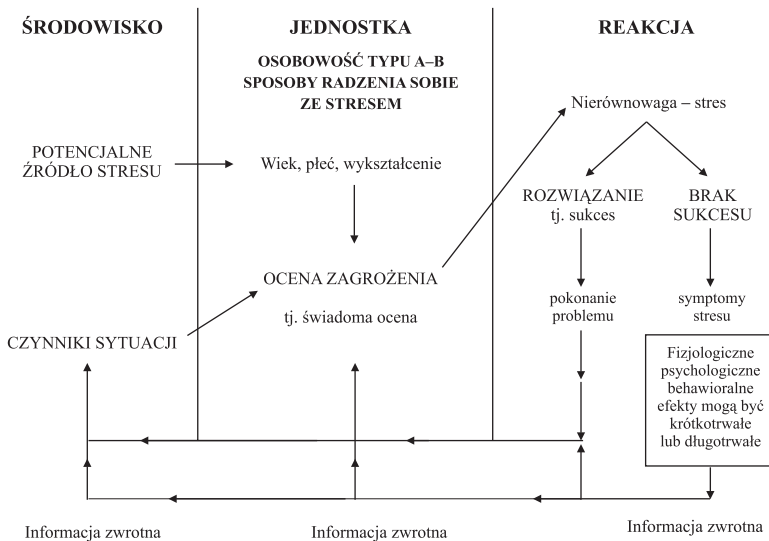 ŚRODOWISKO
JEDNOSTKA
REAKCJA
OSOBOWOŚĆ TYPU A–B
SPOSOBY RADZENIA SOBIE
ZE STRESEM
Nierównowaga – stres
POTENCJALNE
ŹRÓDŁO STRESU
Wiek, płeć, wykształcenie
ROZWIĄZANIE
tj. sukces
BRAK
SUKCESU
OCENA ZAGROŻENIA
tj. świadoma ocena
pokonanie
problemu
symptomy
stresu
CZYNNIKI SYTUACJI
Fizjologiczne
psychologiczne
behawioralne
efekty mogą być
krótkotrwałe
lub długotrwałe
Informacja zwrotna
Informacja zwrotna
Informacja zwrotna